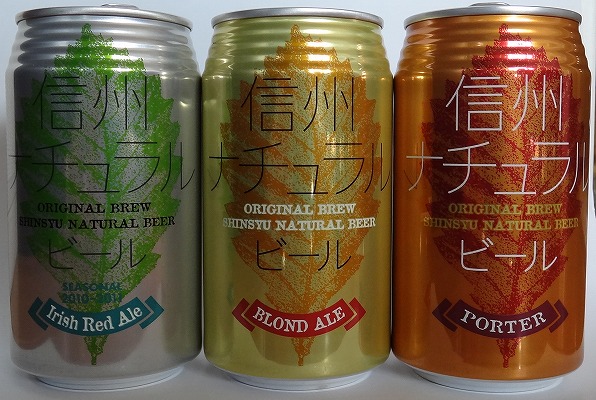 信州
ナチュラル
ORIGINAL BREW
SHINSYU NATURAL BEER
ビール
SEASONAL
Irish Red Ale
信州
ナチュラル
ORIGINAL BREW
SHINSYU NATURAL BEER
ビール
BLOND ALE
信州
ナチュラル
ORIGINAL BREW
SHINSYU NATURAL BEER
ビール
PORTER